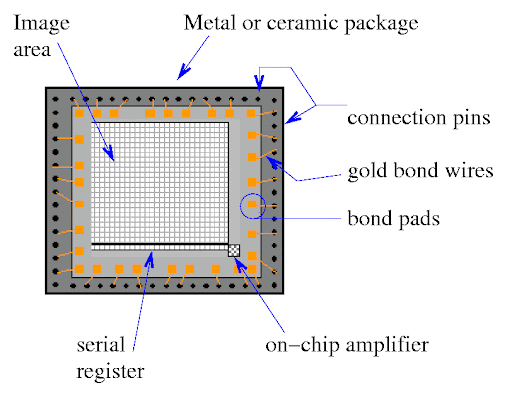 Image
area
Metal or ceramic package
connection pins
gold bond wires
bond pads
serial
register
on−chip amplifier